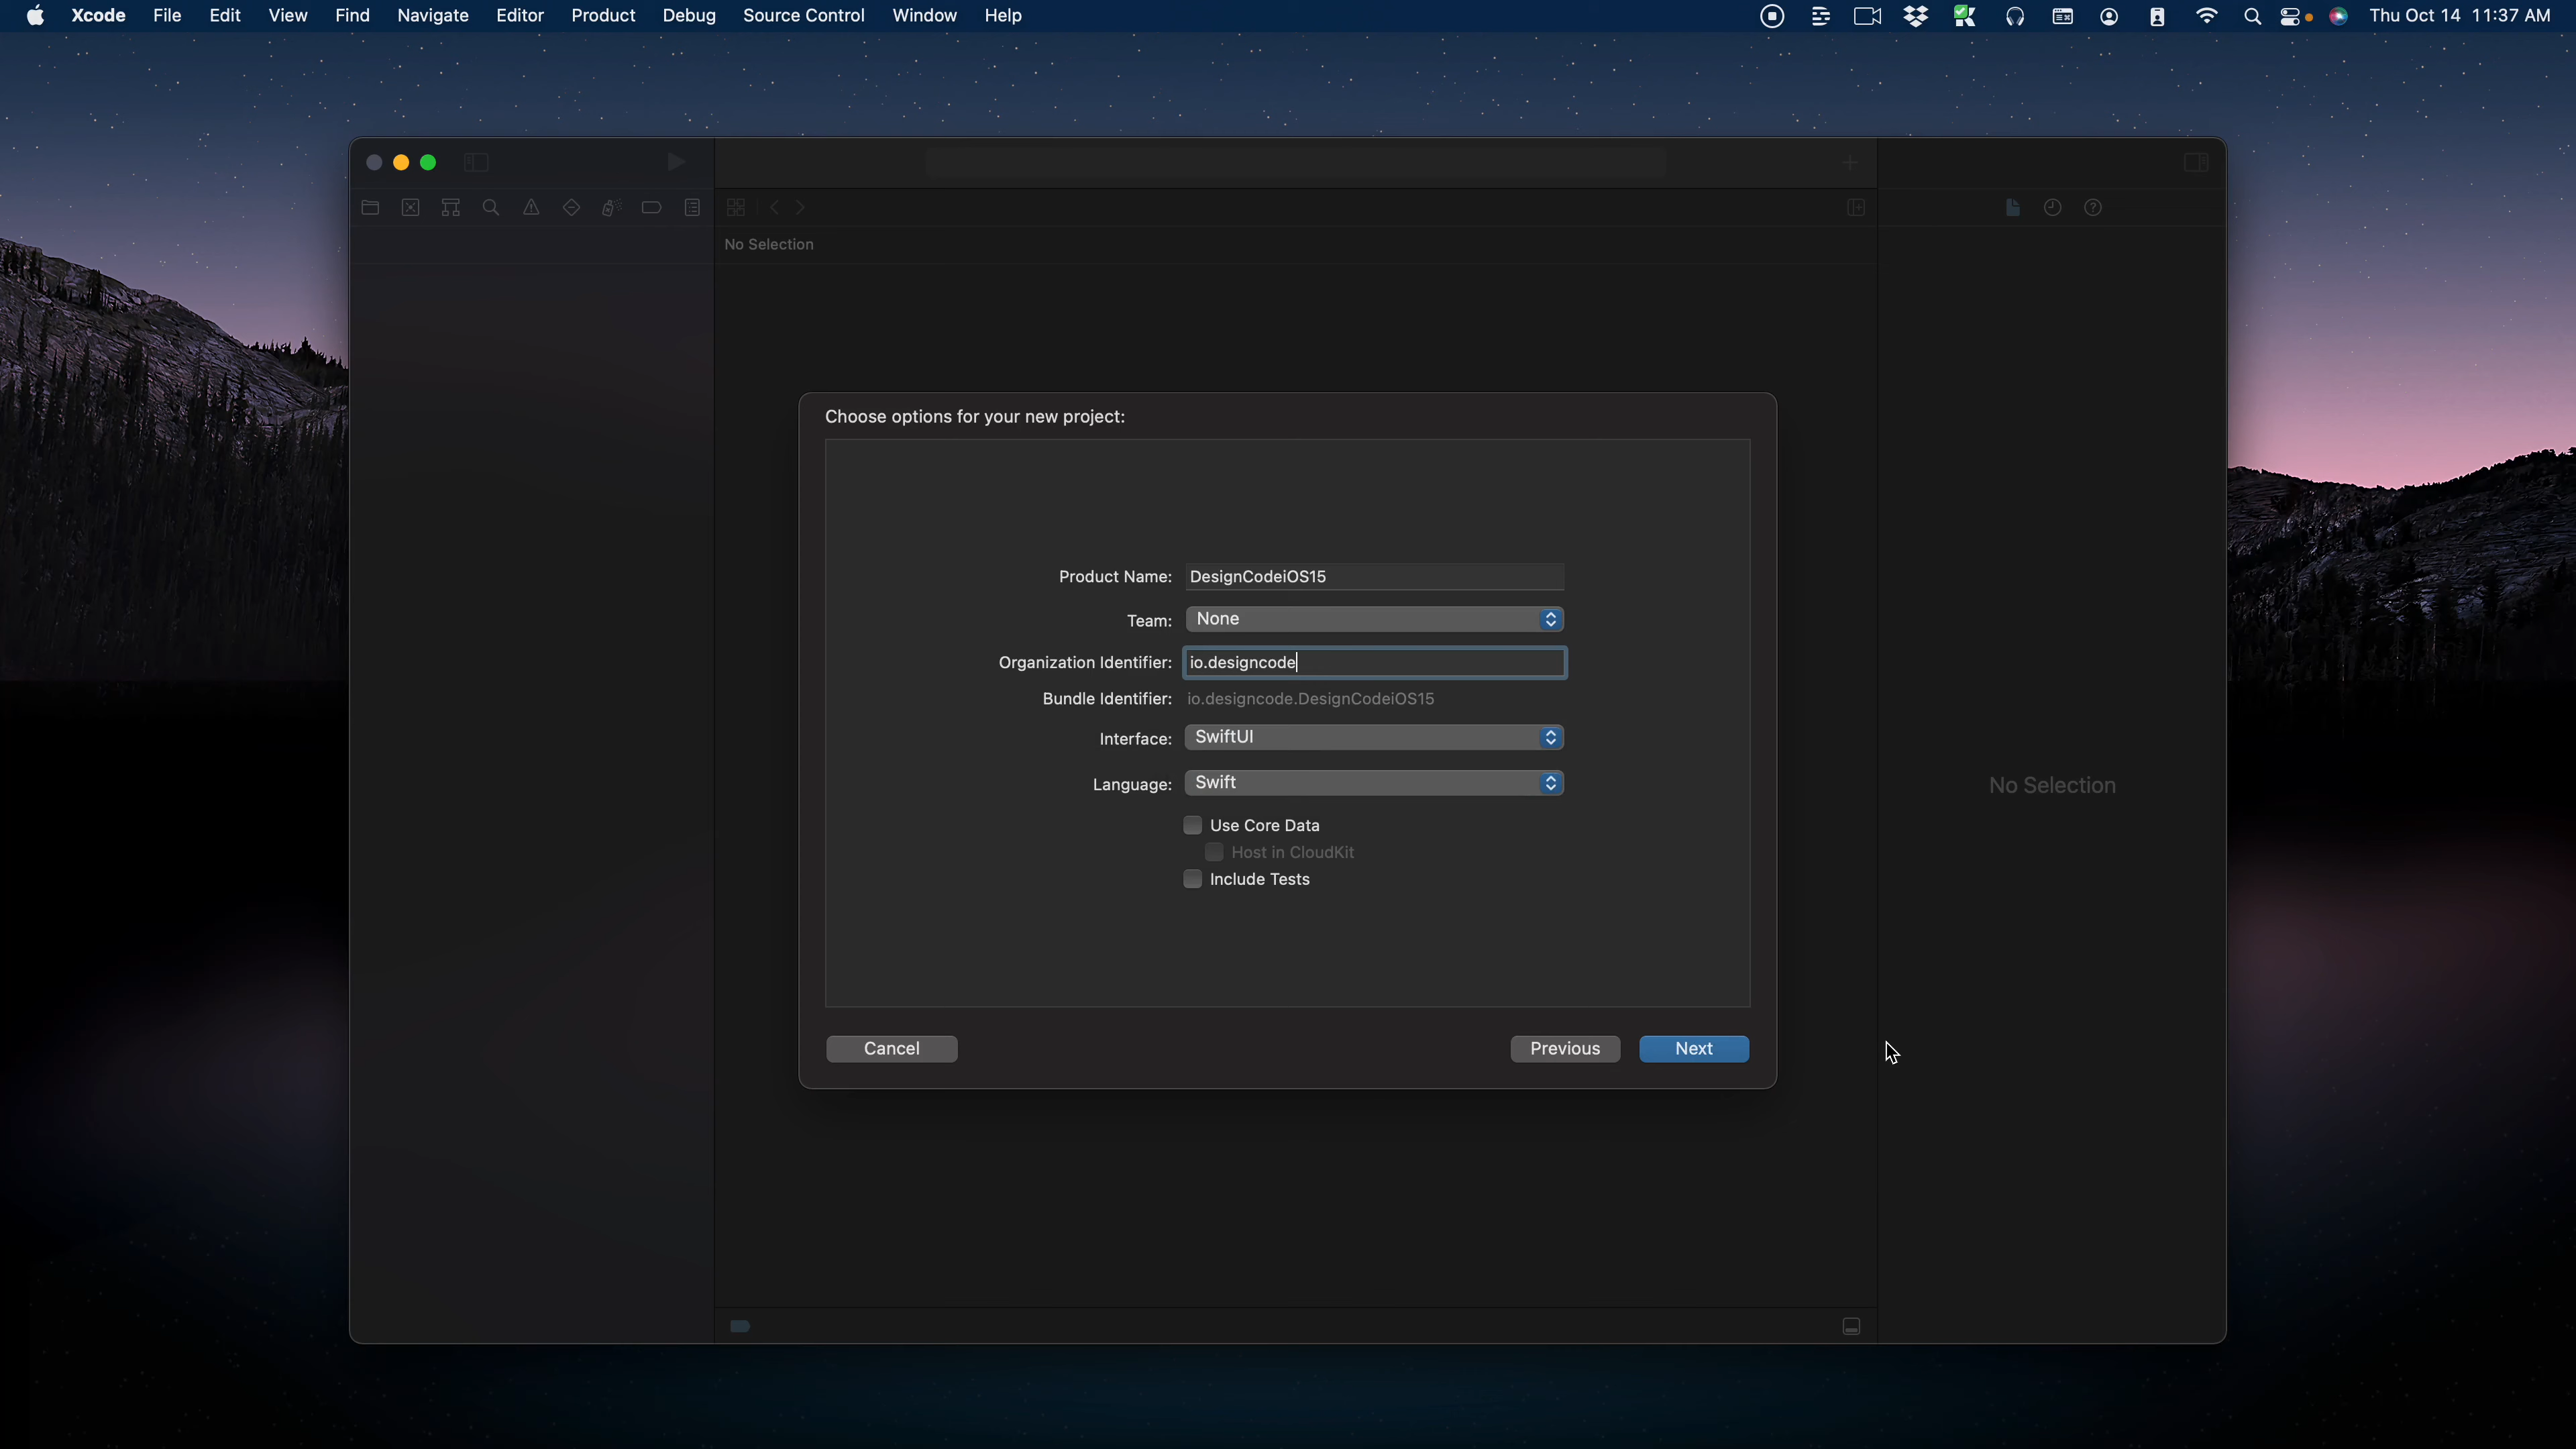 Xcode File Edit View Find Navigate Editor Product Debug Source Control Window Help Thu Oct 14 11:37 AM
No Selection
Choose options for your new project:
Product Name: DesignCodeiOS15
Team: None
Organization Identifier: io.designcode
Bundle Identifier: io.designcode.DesignCodeiOS15
Interface: SwiftUI
Language: Swift
No Selection
Use Core Data
Host in CloudKit
Include Tests
Cancel Previous Next